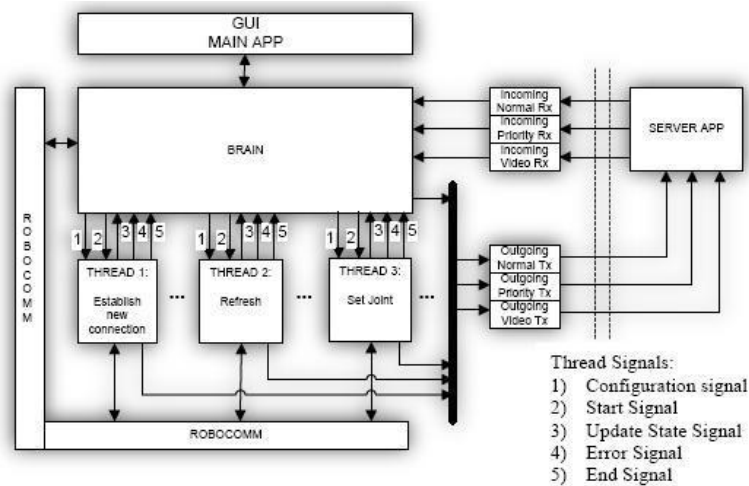 GUI
MAIN APP
BRAIN
Incoming
Normal Rx
Incoming
Priority Rx
Incoming
Video Rx
SERVER APP
ROBOCOMM
1 2 3 4 5
1 2 3 4 5
1 2 3 4 5
THREAD 1:
Establish
new
connection
...
THREAD 2:
Refresh
...
THREAD 3:
Set Joint
...
Outgoing
Normal Tx
Outgoing
Priority Tx
Outgoing
Video Tx
ROBOCOMM
Thread Signals:
1) Configuration signal
2) Start Signal
3) Update State Signal
4) Error Signal
5) End Signal